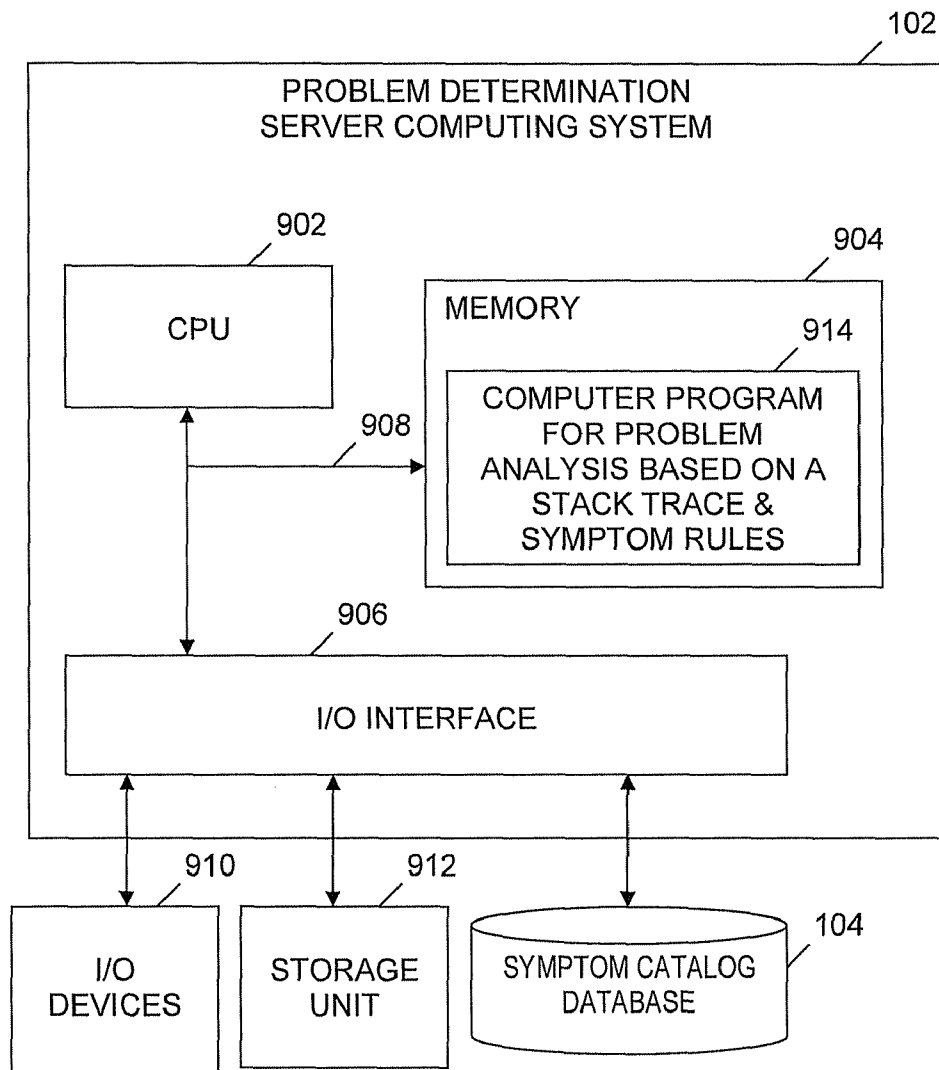 102
PROBLEM DETERMINATION
SERVER COMPUTING SYSTEM
902
CPU
904
MEMORY
914
COMPUTER PROGRAM
FOR PROBLEM
ANALYSIS BASED ON A
STACK TRACE &
SYMPTOM RULES
908
906
I/O INTERFACE
910
I/O
DEVICES
912
STORAGE
UNIT
104
SYMPTOM CATALOG
DATABASE